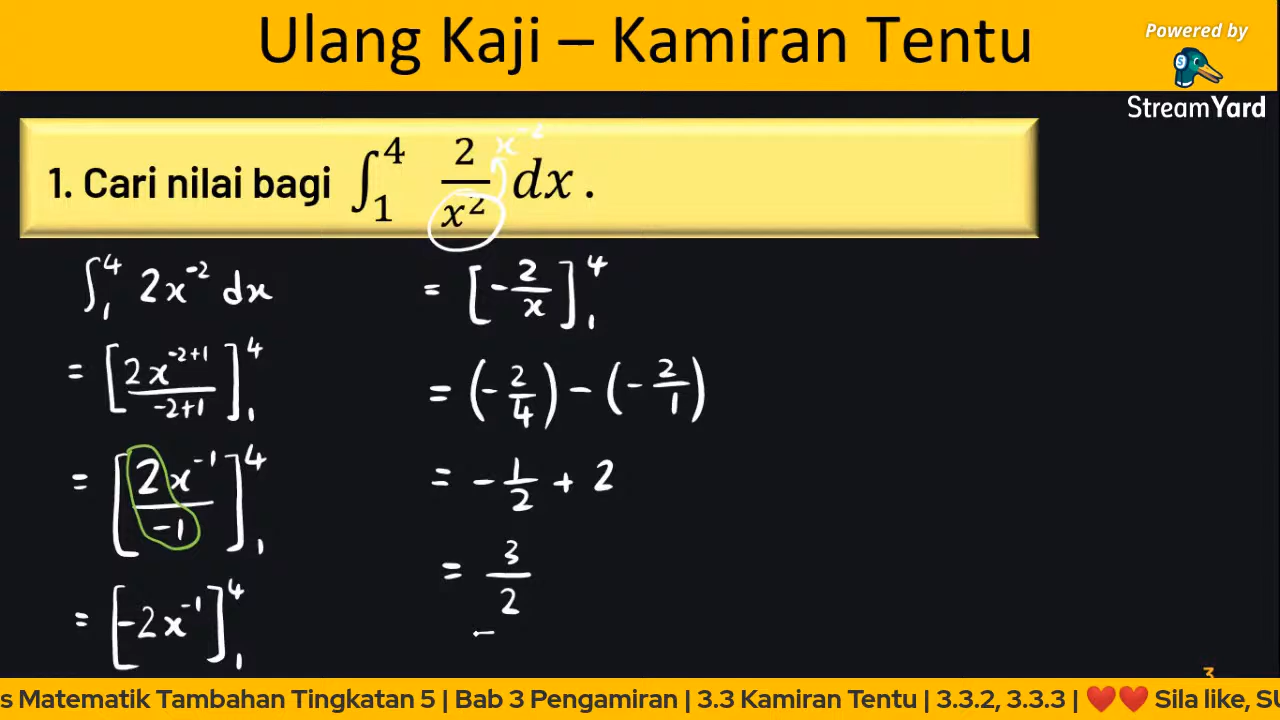 Ulang Kaji – Kamiran Tentu
Powered by
StreamYard
1. Cari nilai bagi ∫₁⁴ 2/x² dx .
x⁻²
∫₁⁴ 2x⁻² dx
= [2x⁻²⁺¹/-2+1]₁⁴
= [2x⁻¹/-1]₁⁴
= [-2x⁻¹]₁⁴
= [-2/x]₁⁴
= (-2/4) - (-2/1)
= -1/2 + 2
= 3/2
3
s Matematik Tambahan Tingkatan 5 | Bab 3 Pengamiran | 3.3 Kamiran Tentu | 3.3.2, 3.3.3 | ❤️❤️ Sila like, SU